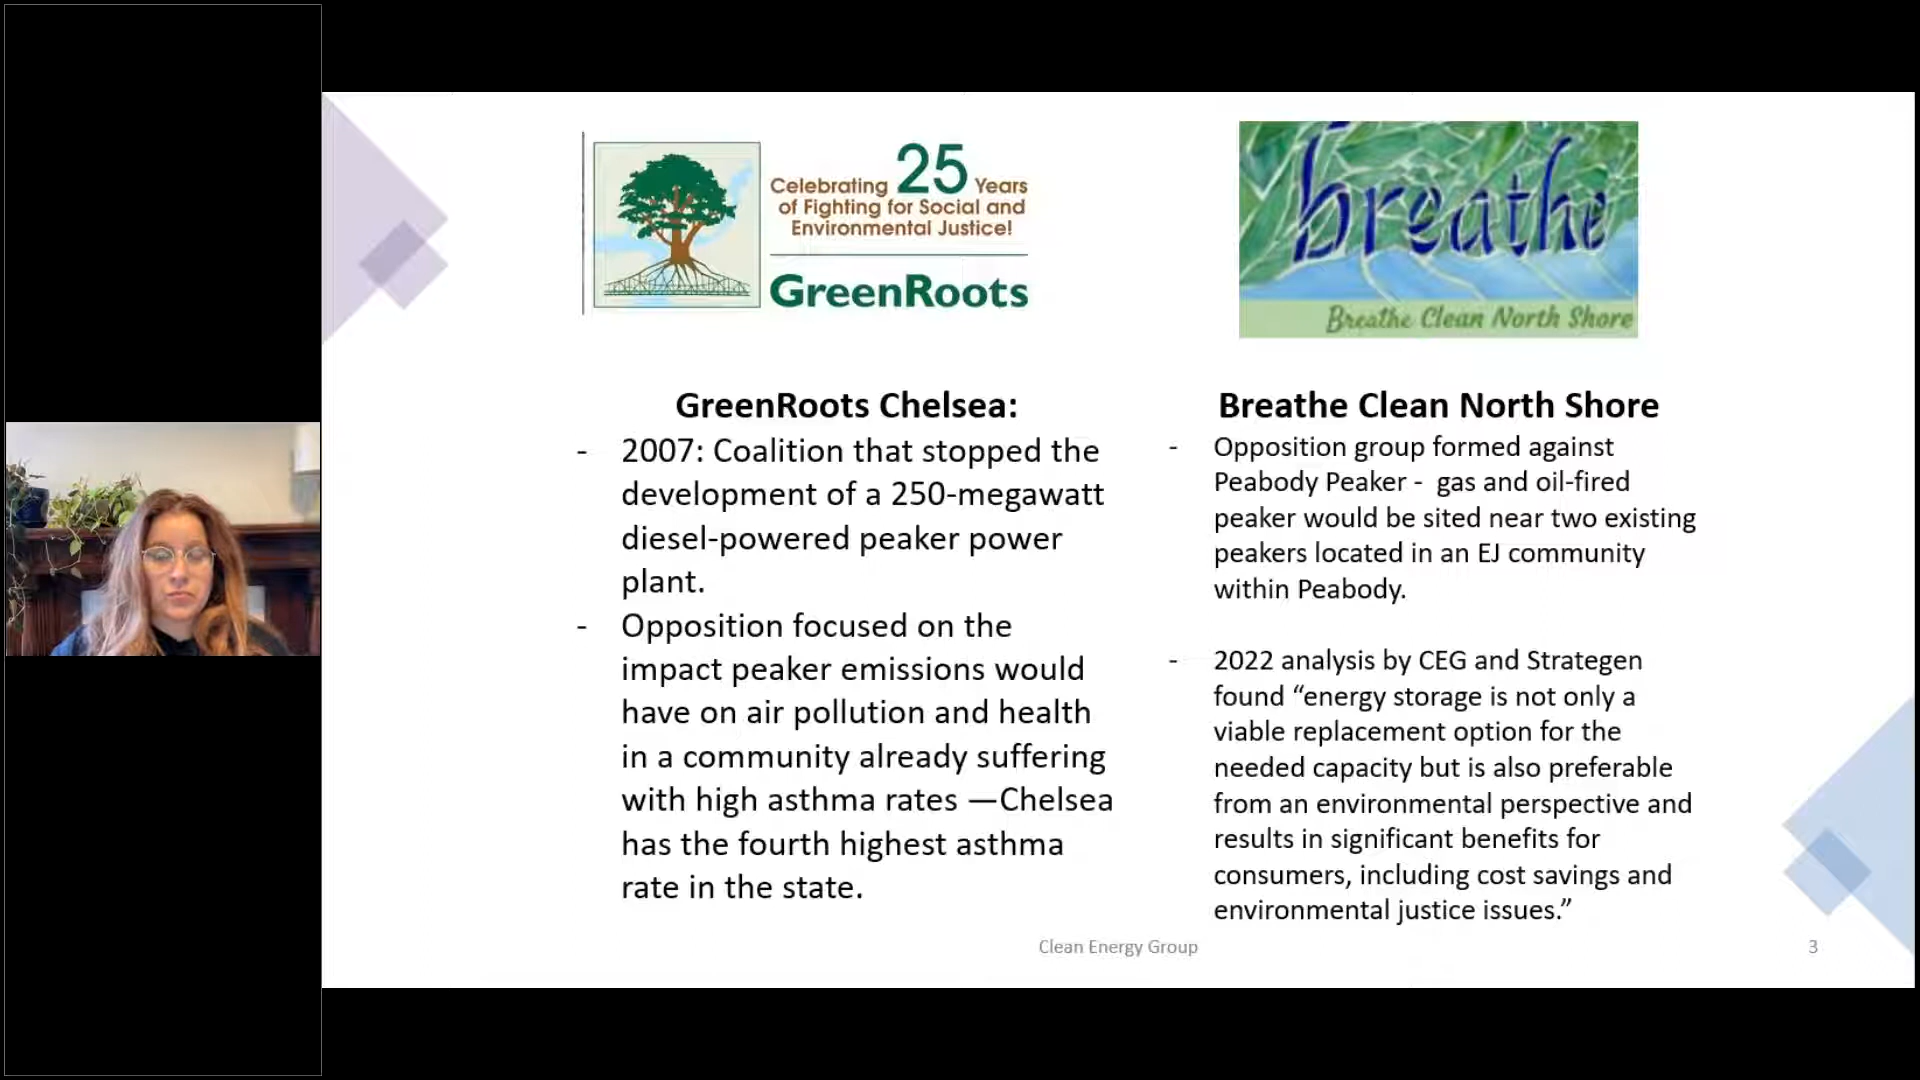 Celebrating 25 Years
of Fighting for Social and
Environmental Justice!
GreenRoots
breathe
Breathe Clean North Shore
GreenRoots Chelsea:
- 2007: Coalition that stopped the
development of a 250-megawatt
diesel-powered peaker power
plant.
- Opposition focused on the
impact peaker emissions would
have on air pollution and health
in a community already suffering
with high asthma rates —Chelsea
has the fourth highest asthma
rate in the state.
Breathe Clean North Shore
- Opposition group formed against
Peabody Peaker - gas and oil-fired
peaker would be sited near two existing
peakers located in an EJ community
within Peabody.
- 2022 analysis by CEG and Strategen
found “energy storage is not only a
viable replacement option for the
needed capacity but is also preferable
from an environmental perspective and
results in significant benefits for
consumers, including cost savings and
environmental justice issues.”
Clean Energy Group
3